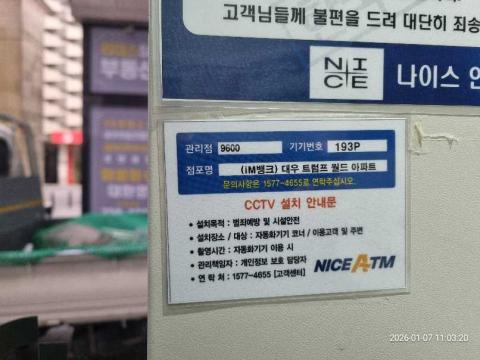 고객님들께 불편을 드려 대단히 죄송
NICE
나이스
관리점 9600 기기번호 193P
점포명 (iM뱅크) 대우 트럼프 월드 아파트
문의사항은 1577-4655로 연락주십시오.
CCTV 설치 안내문
• 설치목적 : 범죄예방 및 시설안전
• 설치장소 / 대상 : 자동화기기 코너 / 이용고객 및 주변
• 촬영시간 : 자동화기기 이용 시
• 관리책임자 : 개인정보 보호 담당자
• 연 락 처 : 1577-4655 [고객센터]
NICE ATM
2026-01-07 11:03:20